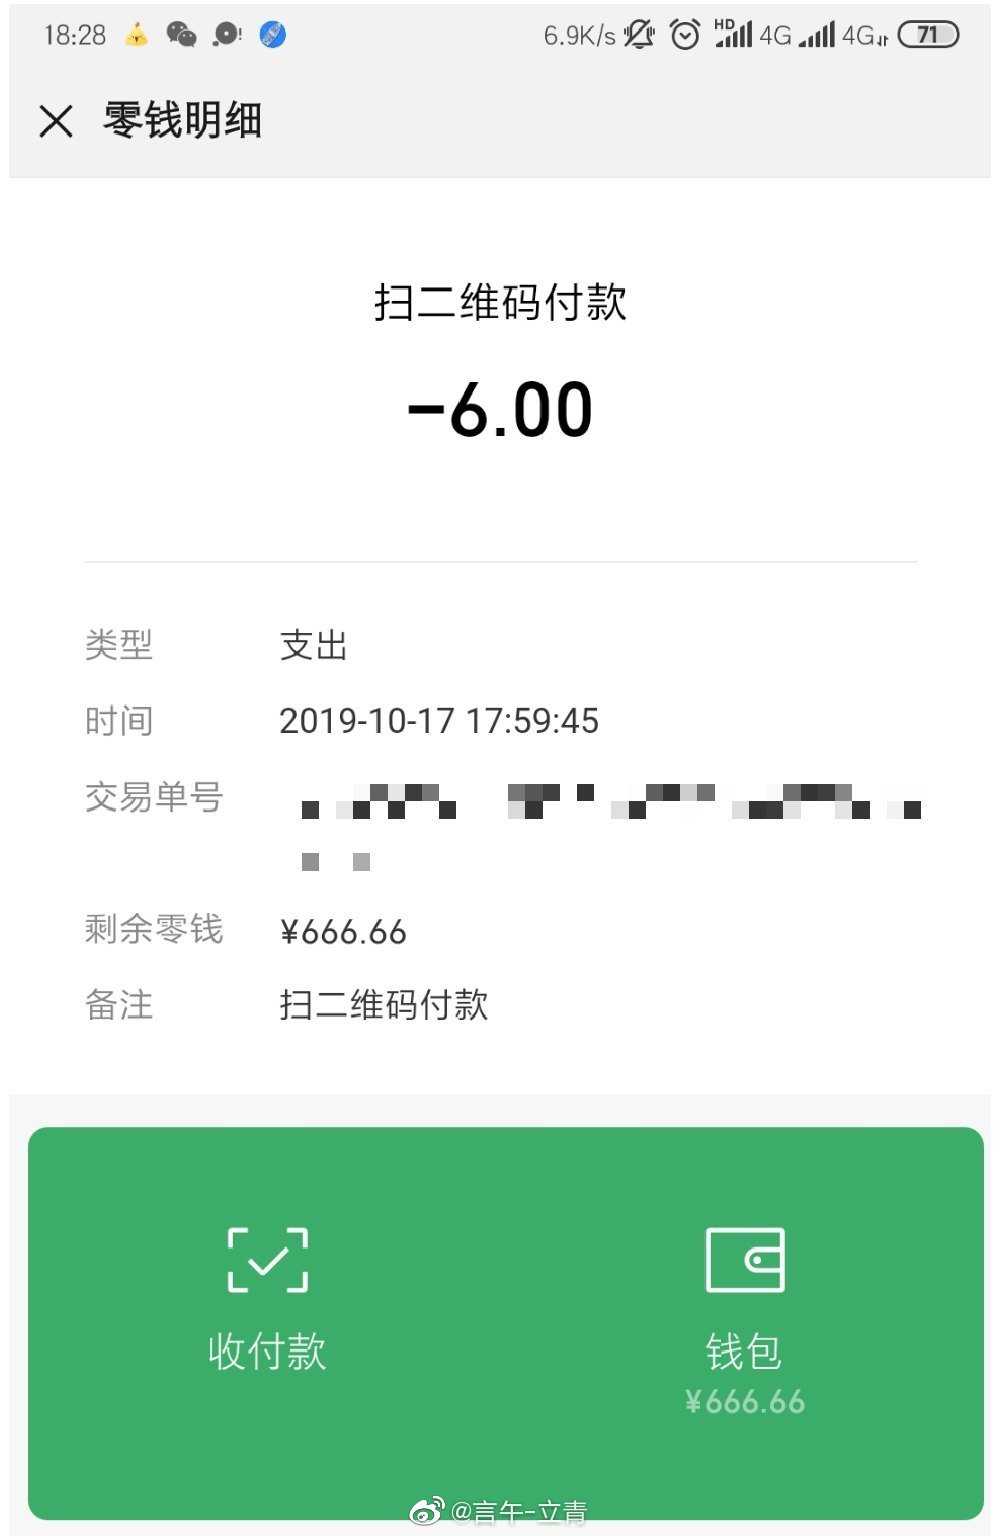 18:28 6.9K/s HD 4G 4G 71
零钱明细
扫二维码付款
-6.00
类型 支出
时间 2019-10-17 17:59:45
交易单号
剩余零钱 ¥666.66
备注 扫二维码付款
收付款 钱包
¥666.66
@言午-立青